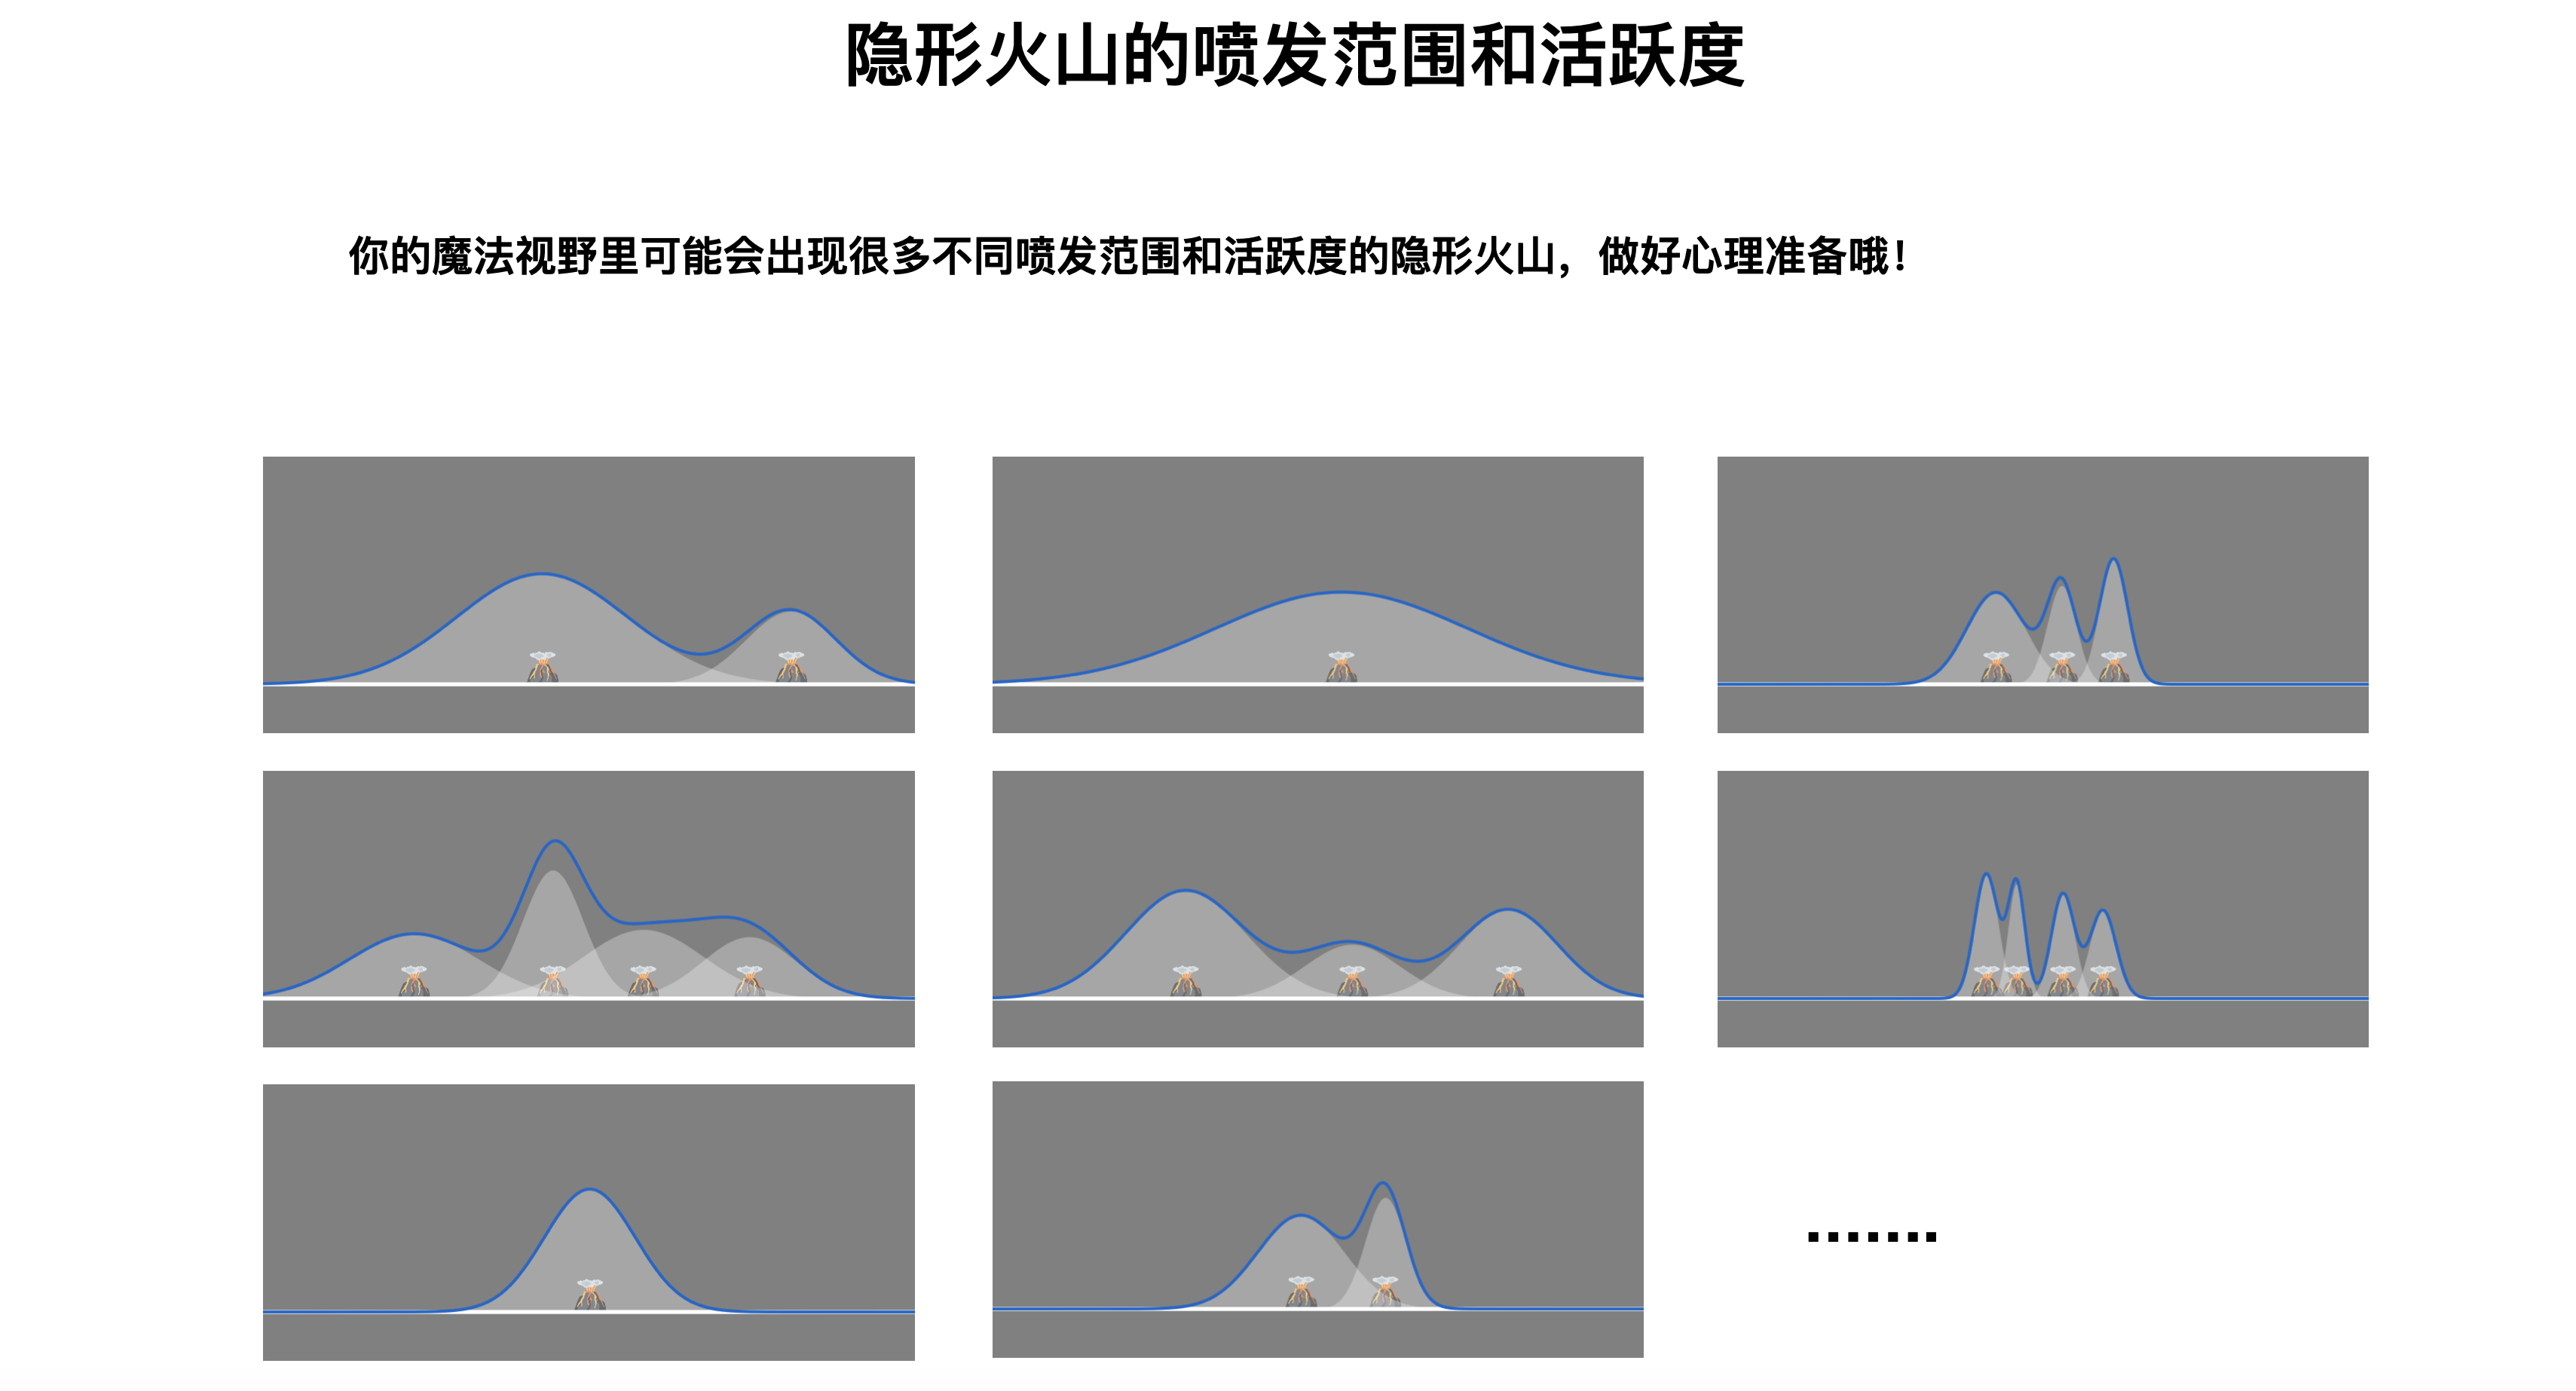 隐形火山的喷发范围和活跃度
你的魔法视野里可能会出现很多不同喷发范围和活跃度的隐形火山，做好心理准备哦！
.......